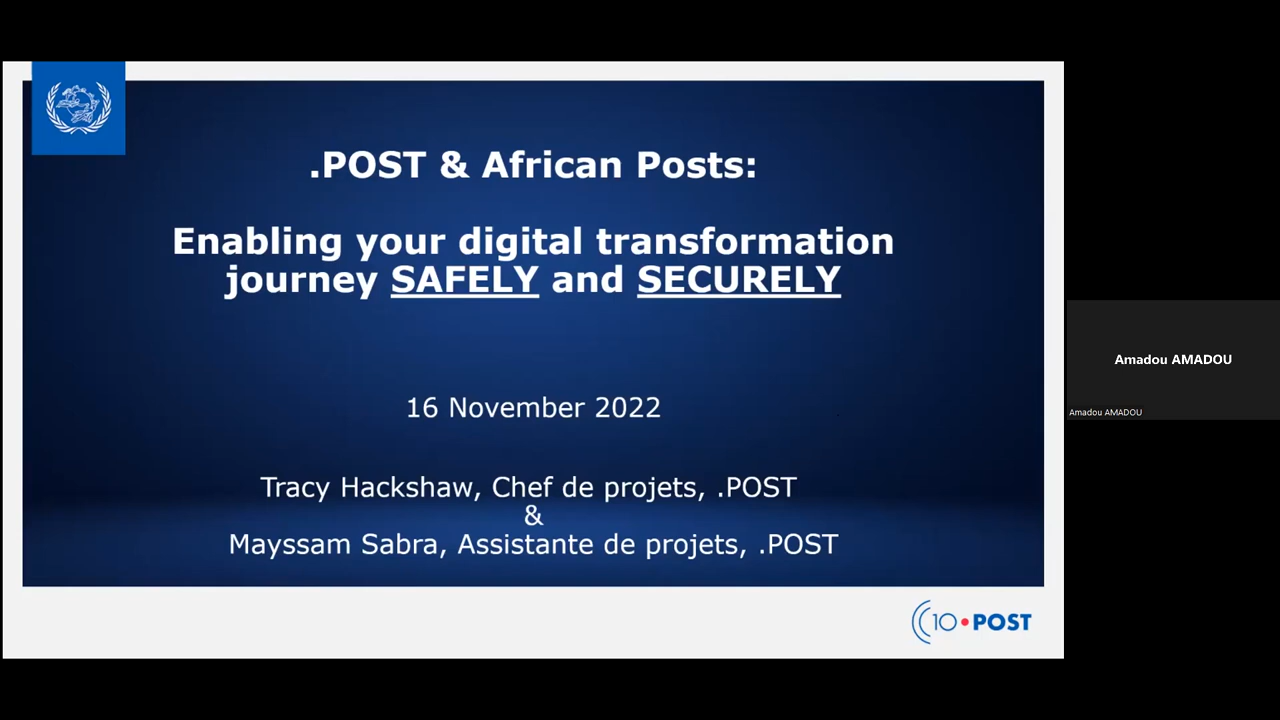 .POST & African Posts:
Enabling your digital transformation
journey SAFELY and SECURELY
16 November 2022
Tracy Hackshaw, Chef de projets, .POST
&
Mayssam Sabra, Assistante de projets, .POST
10 •POST
Amadou AMADOU
Amadou AMADOU